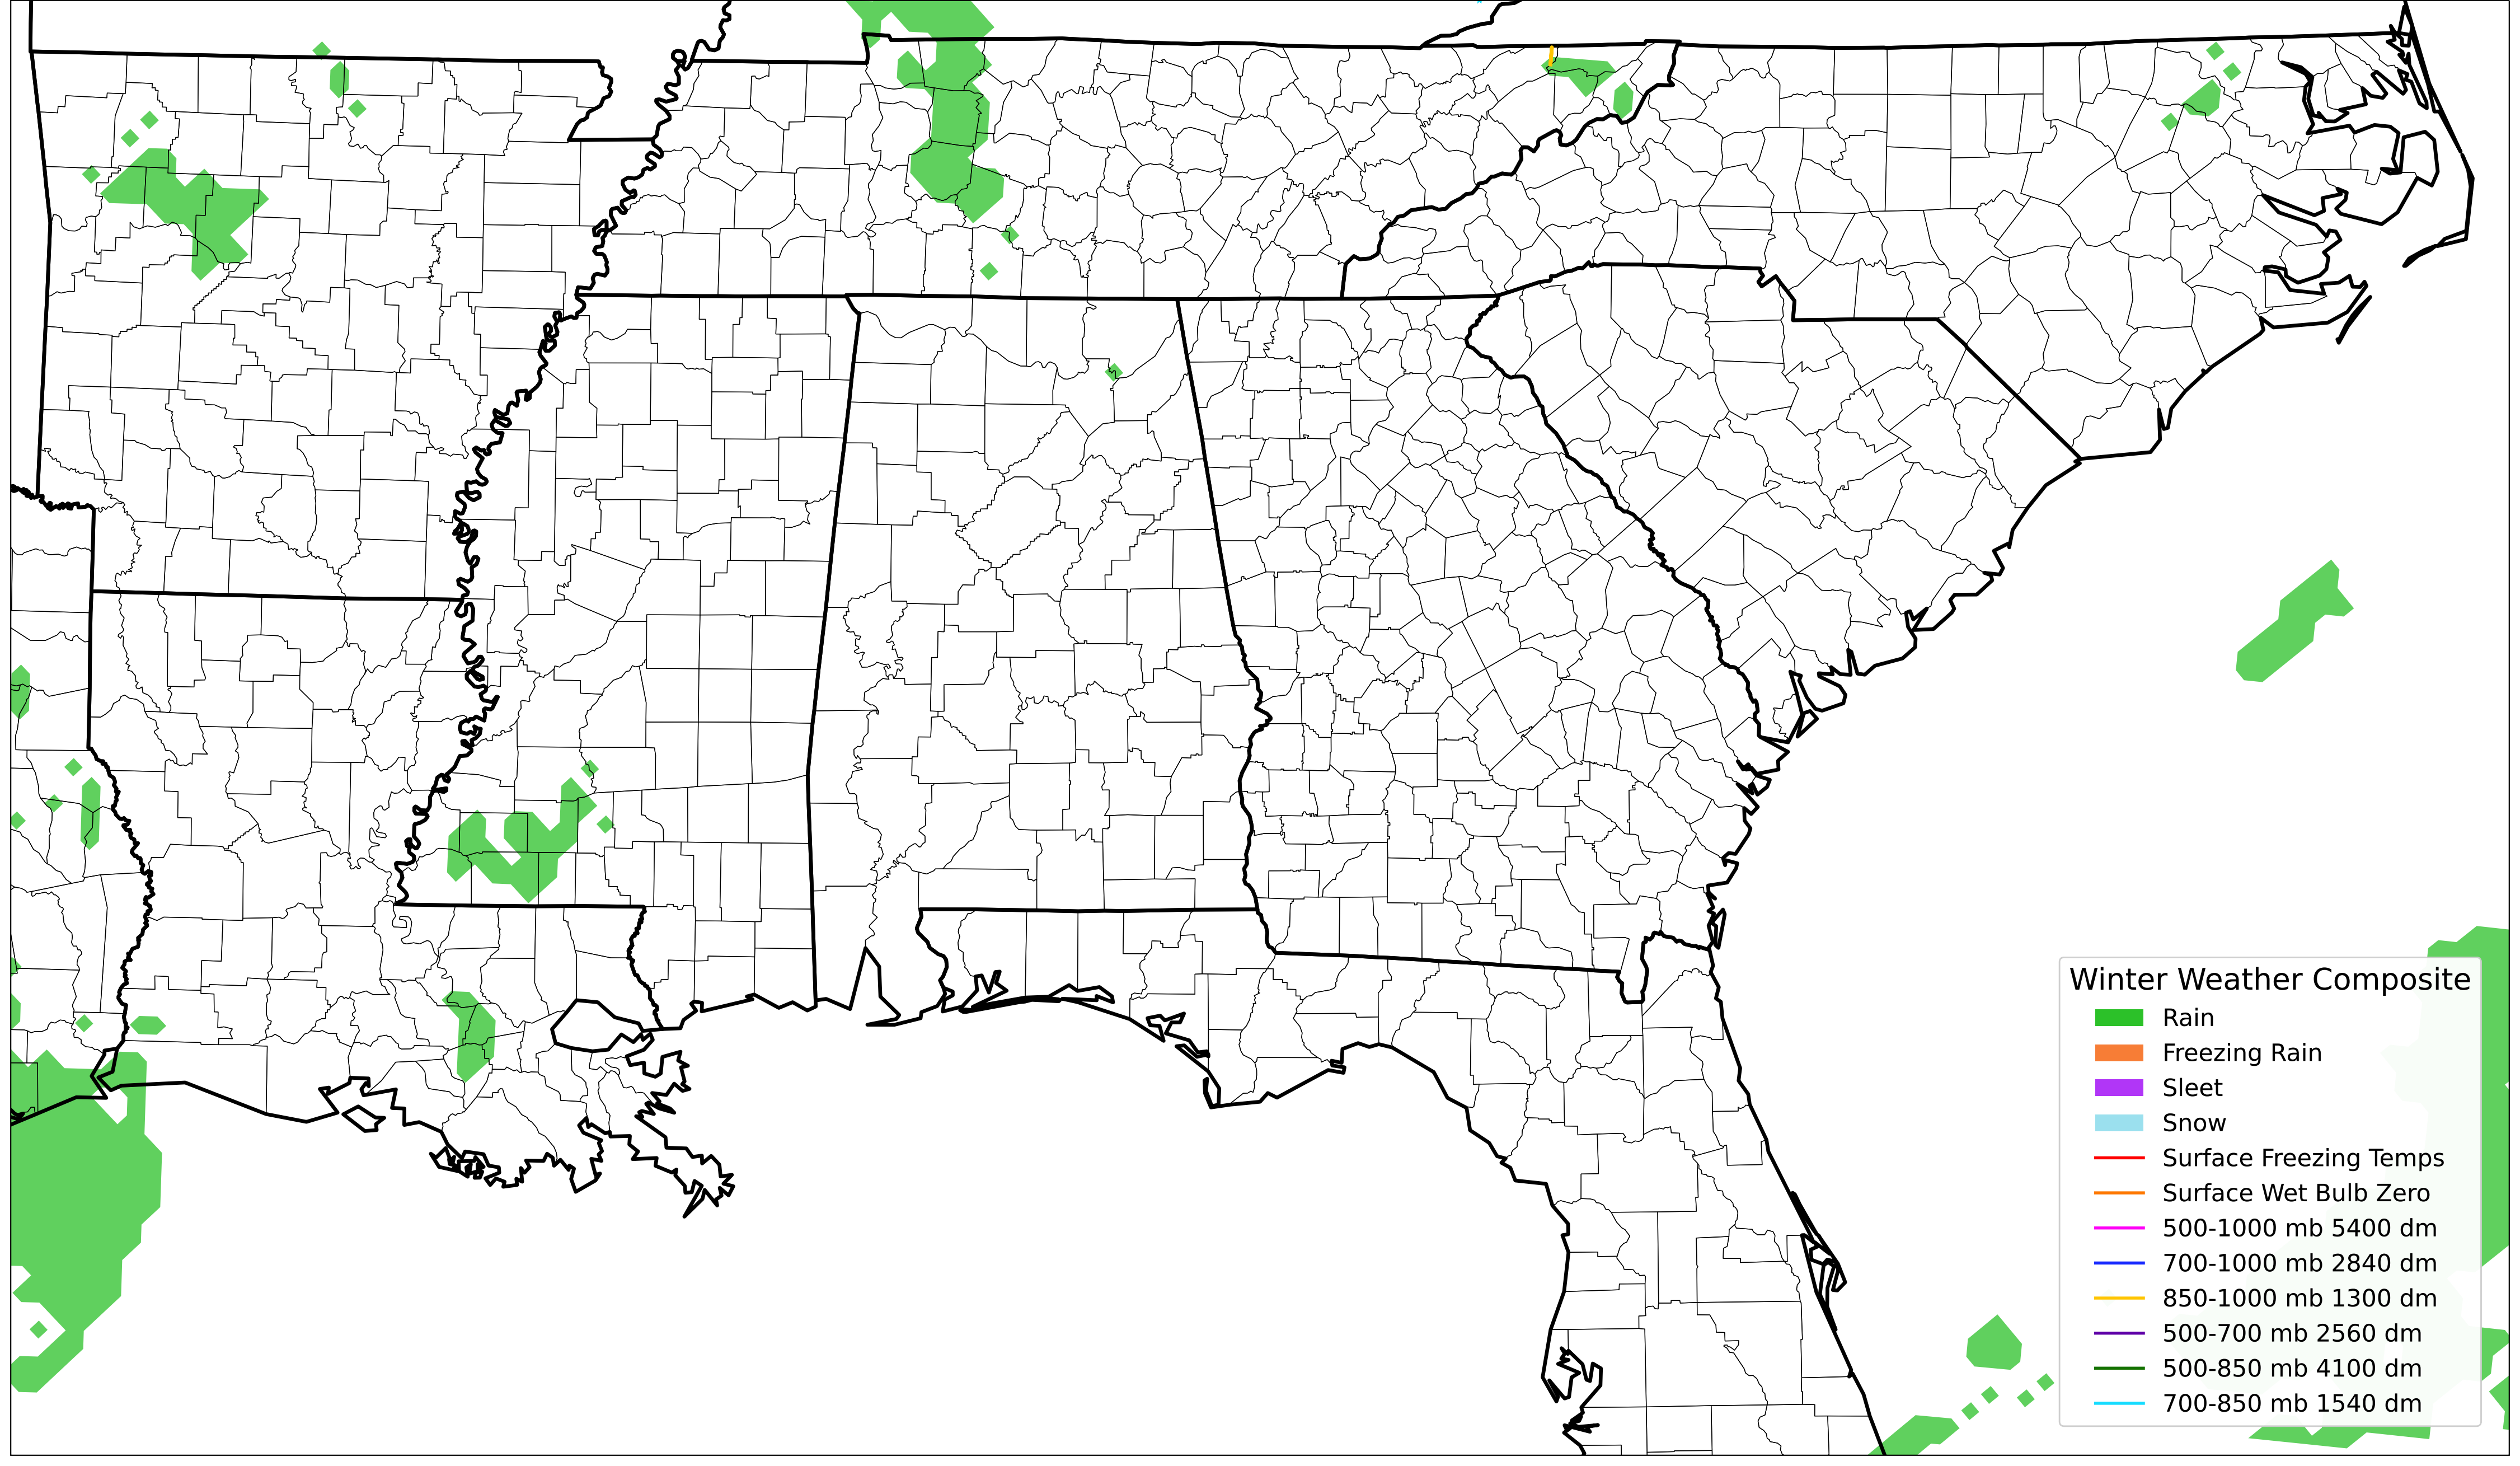 Winter Weather Composite
Rain
Freezing Rain
Sleet
Snow
Surface Freezing Temps
Surface Wet Bulb Zero
500-1000 mb 5400 dm
700-1000 mb 2840 dm
850-1000 mb 1300 dm
500-700 mb 2560 dm
500-850 mb 4100 dm
700-850 mb 1540 dm